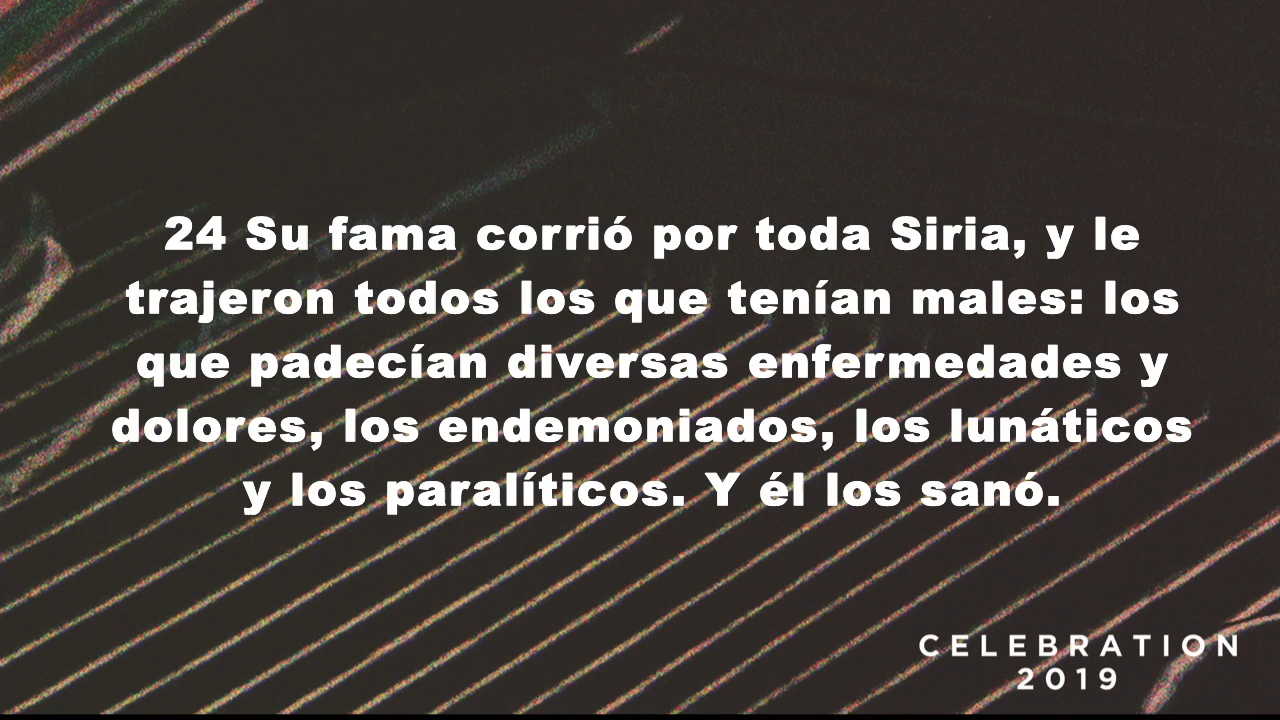 24 Su fama corrió por toda Siria, y le
trajeron todos los que tenían males: los
que padecían diversas enfermedades y
dolores, los endemoniados, los lunáticos
y los paralíticos. Y él los sanó.
CELEBRATION
2019